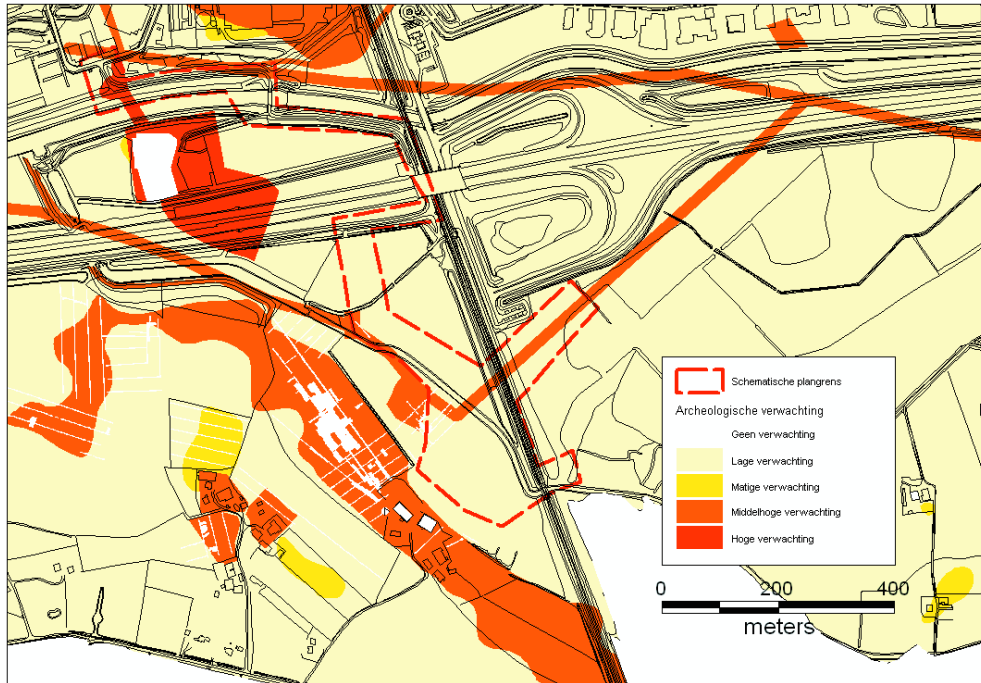 Schematische plangrens
Archeologische verwachting
Geen verwachting
Lage verwachting
Matige verwachting
Middelhoge verwachting
Hoge verwachting
0 200 400
meters